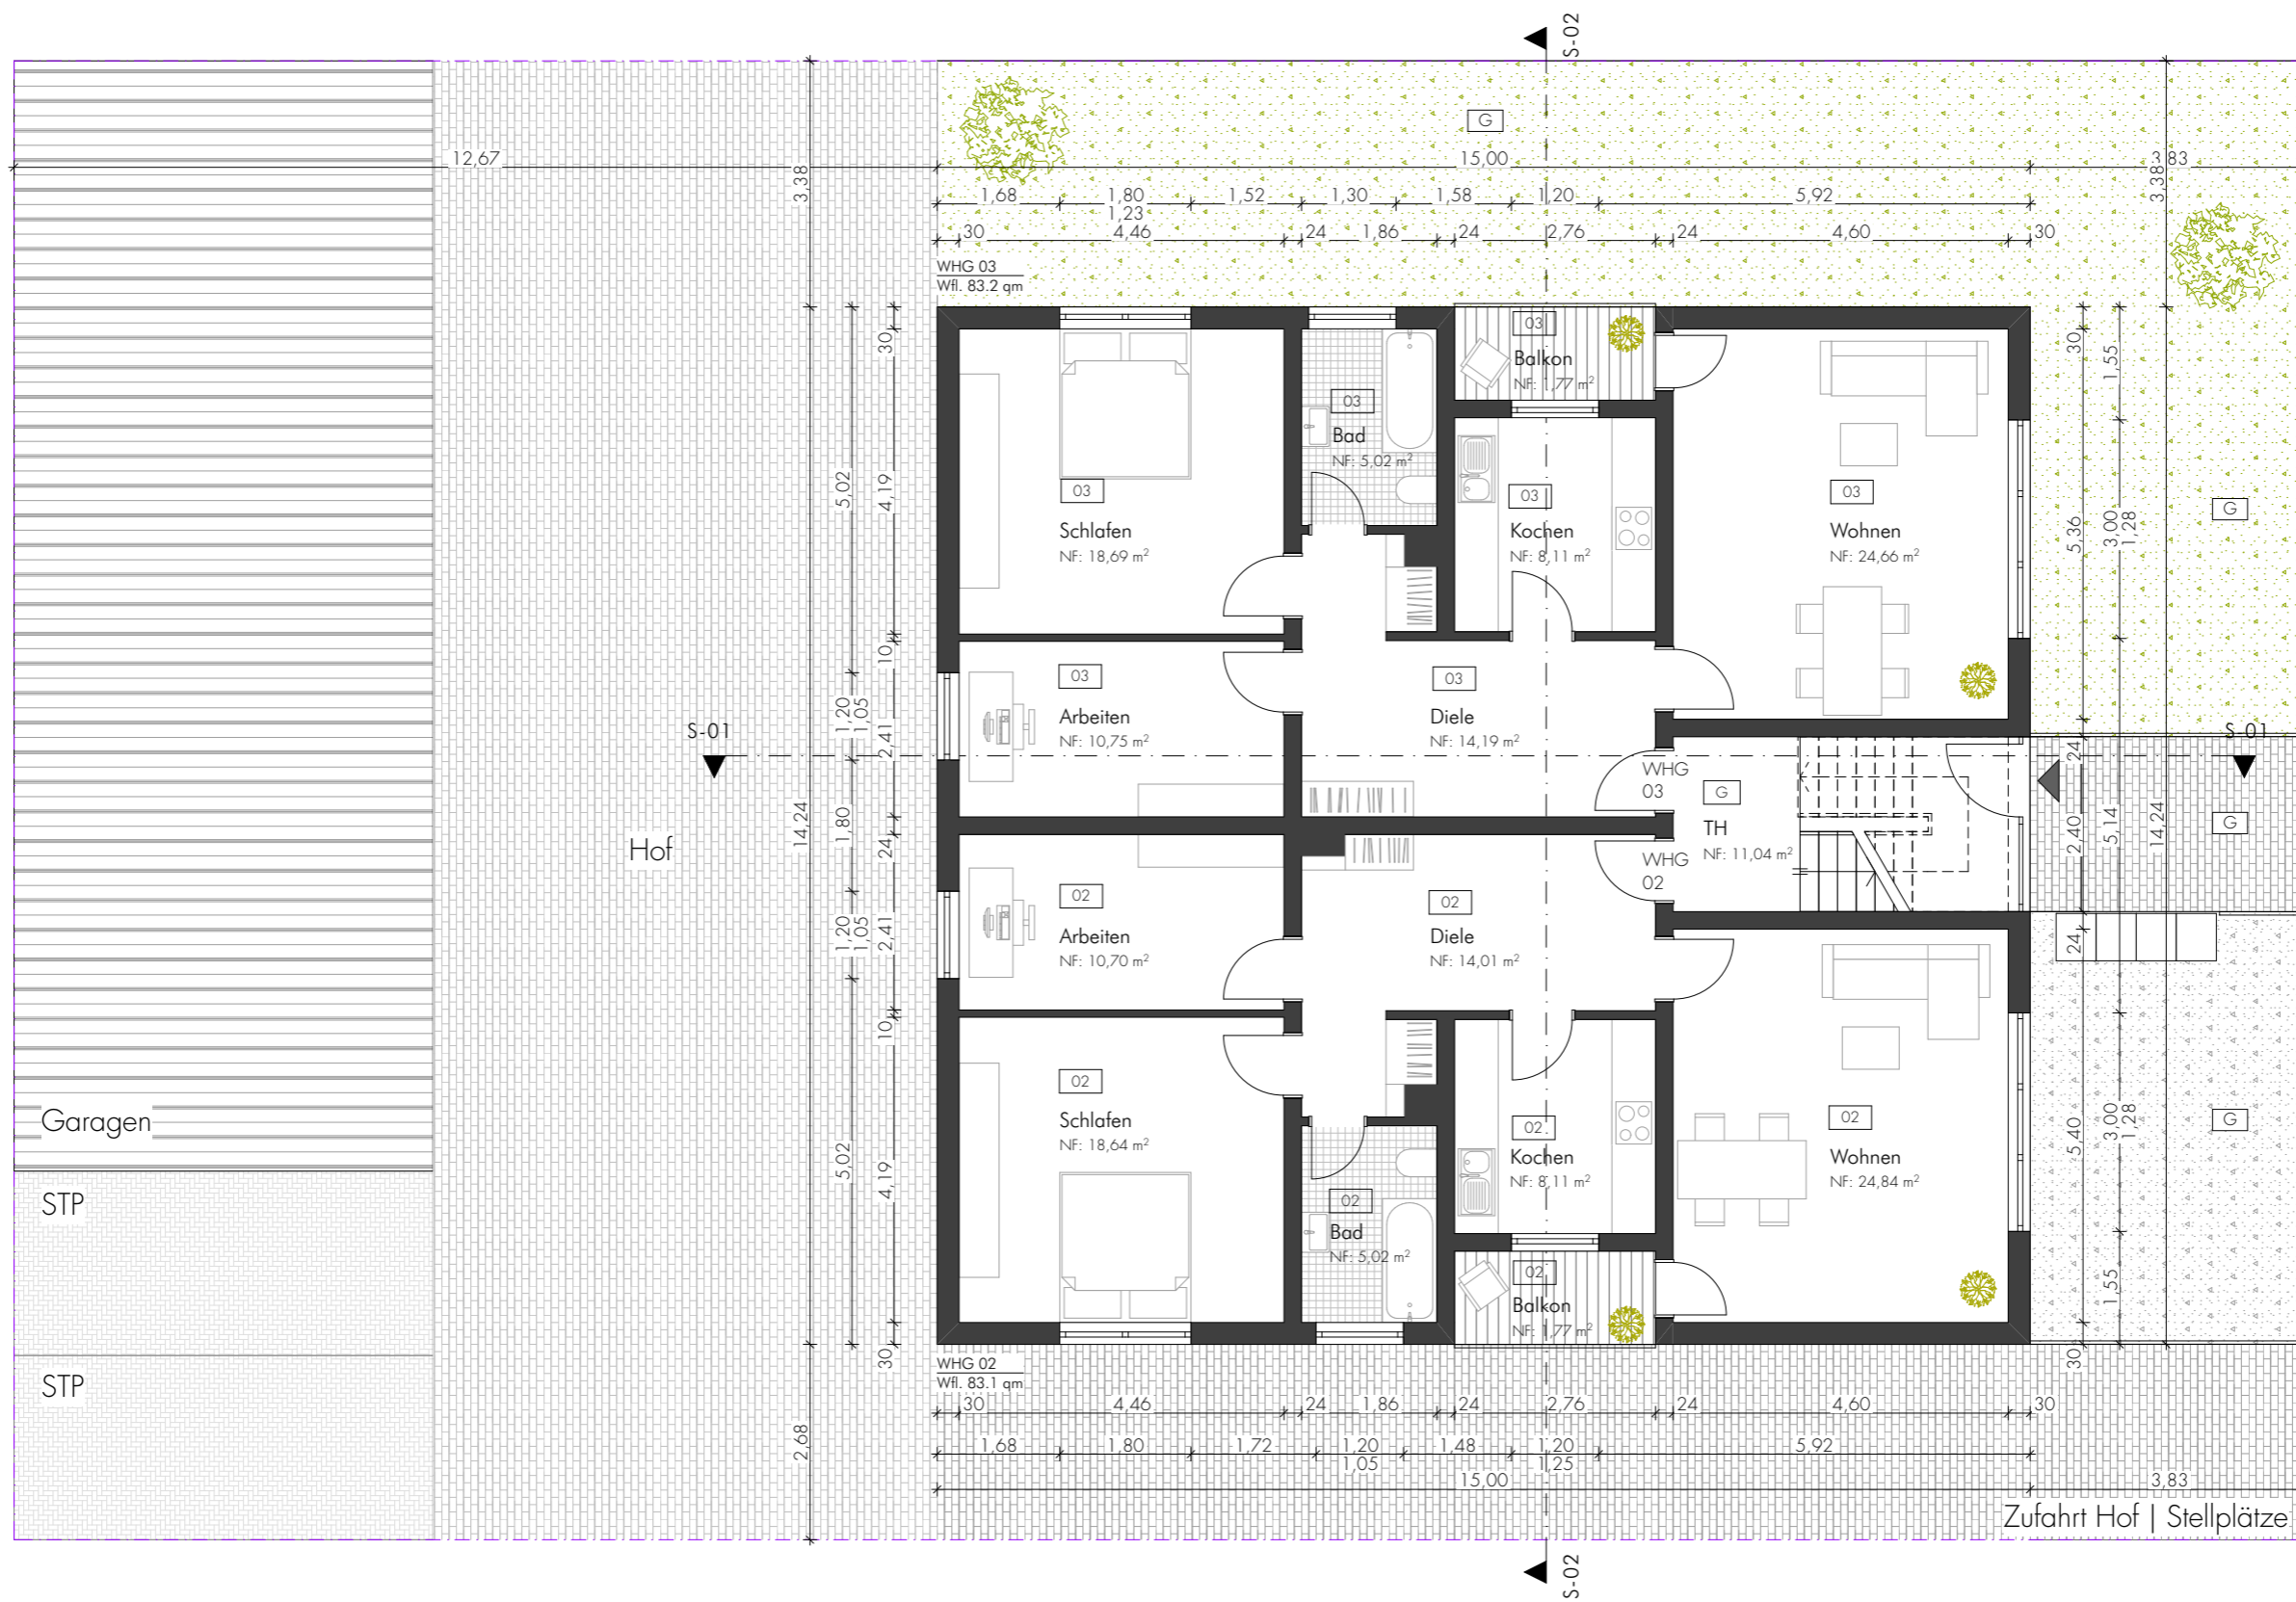 S-02
12,67
15,00
3,83
G
3,38
3,38
1,68
1,80
1,23
1,52
1,30
1,58
1,20
5,92
30
4,46
24
1,86
24
2,76
24
4,60
30
WHG 03
Wfl. 83.2 qm
03
Balkon
NF: 1,77 m²
03
Bad
NF: 5,02 m²
03
Schlafen
NF: 18,69 m²
03
Kochen
NF: 8,11 m²
03
Wohnen
NF: 24,66 m²
G
30
1,55
30
5,02
4,19
5,36
3,00
1,28
03
Arbeiten
NF: 10,75 m²
03
Diele
NF: 14,19 m²
10
1,20
1,05
2,41
S-01
S-01
WHG
03
G
TH
NF: 11,04 m²
WHG
02
24
2,40
5,14
14,24
G
Hof
14,24
1,80
24
02
Arbeiten
NF: 10,70 m²
02
Diele
NF: 14,01 m²
1,20
1,05
2,41
24
10
02
Schlafen
NF: 18,64 m²
02
Kochen
NF: 8,11 m²
02
Wohnen
NF: 24,84 m²
G
5,40
3,00
1,28
Garagen
5,02
4,19
STP
02
Bad
NF: 5,02 m²
02
Balkon
NF: 1,77 m²
1,55
30
30
STP
WHG 02
Wfl. 83.1 qm
30
4,46
24
1,86
24
2,76
24
4,60
30
2,68
1,68
1,80
1,72
1,20
1,05
1,48
1,20
1,25
5,92
15,00
3,83
Zufahrt Hof | Stellplätze
S-02